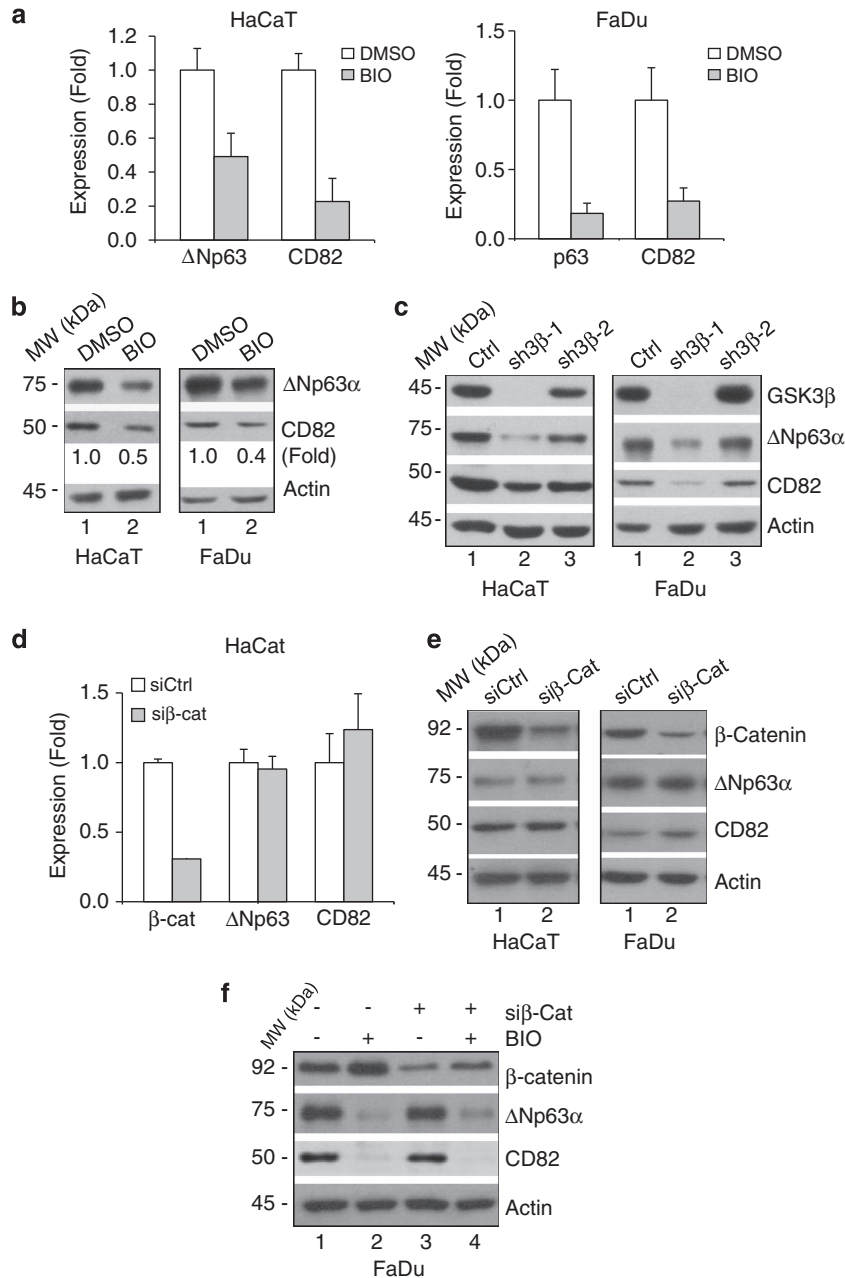 a
HaCaT
FaDu
Expression (Fold)
1.2
1.0
0.8
0.6
0.4
0.2
0.0
DMSO
BIO
ΔNp63 CD82
Expression (Fold)
1.5
1.0
0.5
0.0
DMSO
BIO
p63 CD82
b
MW (kDa) DMSO BIO DMSO BIO
75 - ΔNp63α
50 - CD82
1.0 0.5 1.0 0.4 (Fold)
45 - Actin
1 2 1 2
HaCaT FaDu
c
MW (kDa) Ctrl sh3β-1 sh3β-2 Ctrl sh3β-1 sh3β-2
45 - GSK3β
75 - ΔNp63α
50 - CD82
45 - Actin
1 2 3 1 2 3
HaCaT FaDu
d
HaCat
Expression (Fold)
1.5
1.0
0.5
0.0
siCtrl
siβ-cat
β-cat ΔNp63 CD82
e
MW (kDa) siCtrl siβ-Cat siCtrl siβ-Cat
92 - β-Catenin
75 - ΔNp63α
50 - CD82
45 - Actin
1 2 1 2
HaCaT FaDu
f
MW (kDa)
- - + + siβ-Cat
- + - + BIO
92 - β-catenin
75 - ΔNp63α
50 - CD82
45 - Actin
1 2 3 4
FaDu